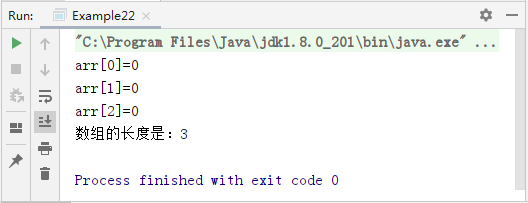 Run: Example22
"C:\Program Files\Java\jdk1.8.0_201\bin\java.exe" ...
arr[0]=0
arr[1]=0
arr[2]=0
数组的长度是：3
Process finished with exit code 0